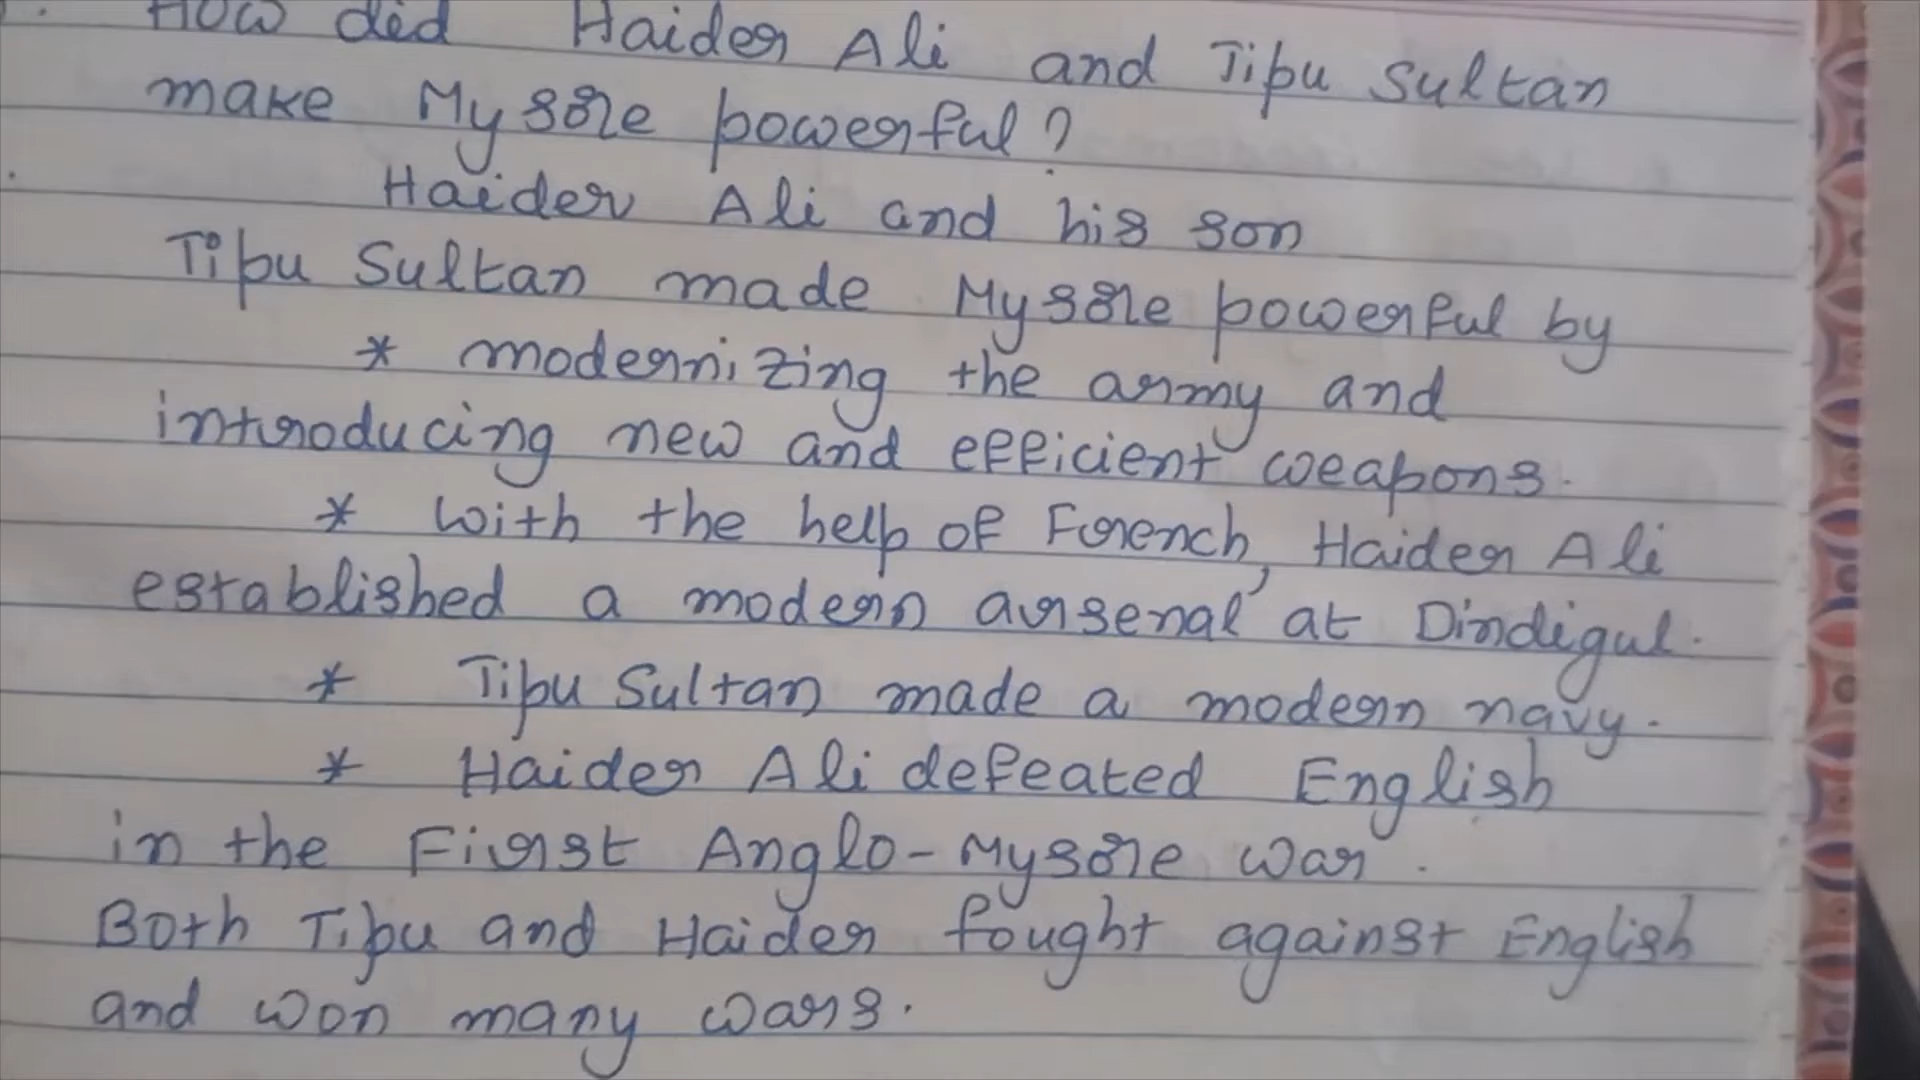 How did Haider Ali and Tipu Sultan
make Mysore powerful?
Haider Ali and his son
Tipu Sultan made Mysore powerful by
* modernizing the army and
introducing new and efficient weapons.
* With the help of French, Haider Ali
established a modern arsenal at Dindigul.
* Tipu Sultan made a modern navy.
* Haider Ali defeated English
in the First Anglo-Mysore war.
Both Tipu and Haider fought against English
and won many wars.